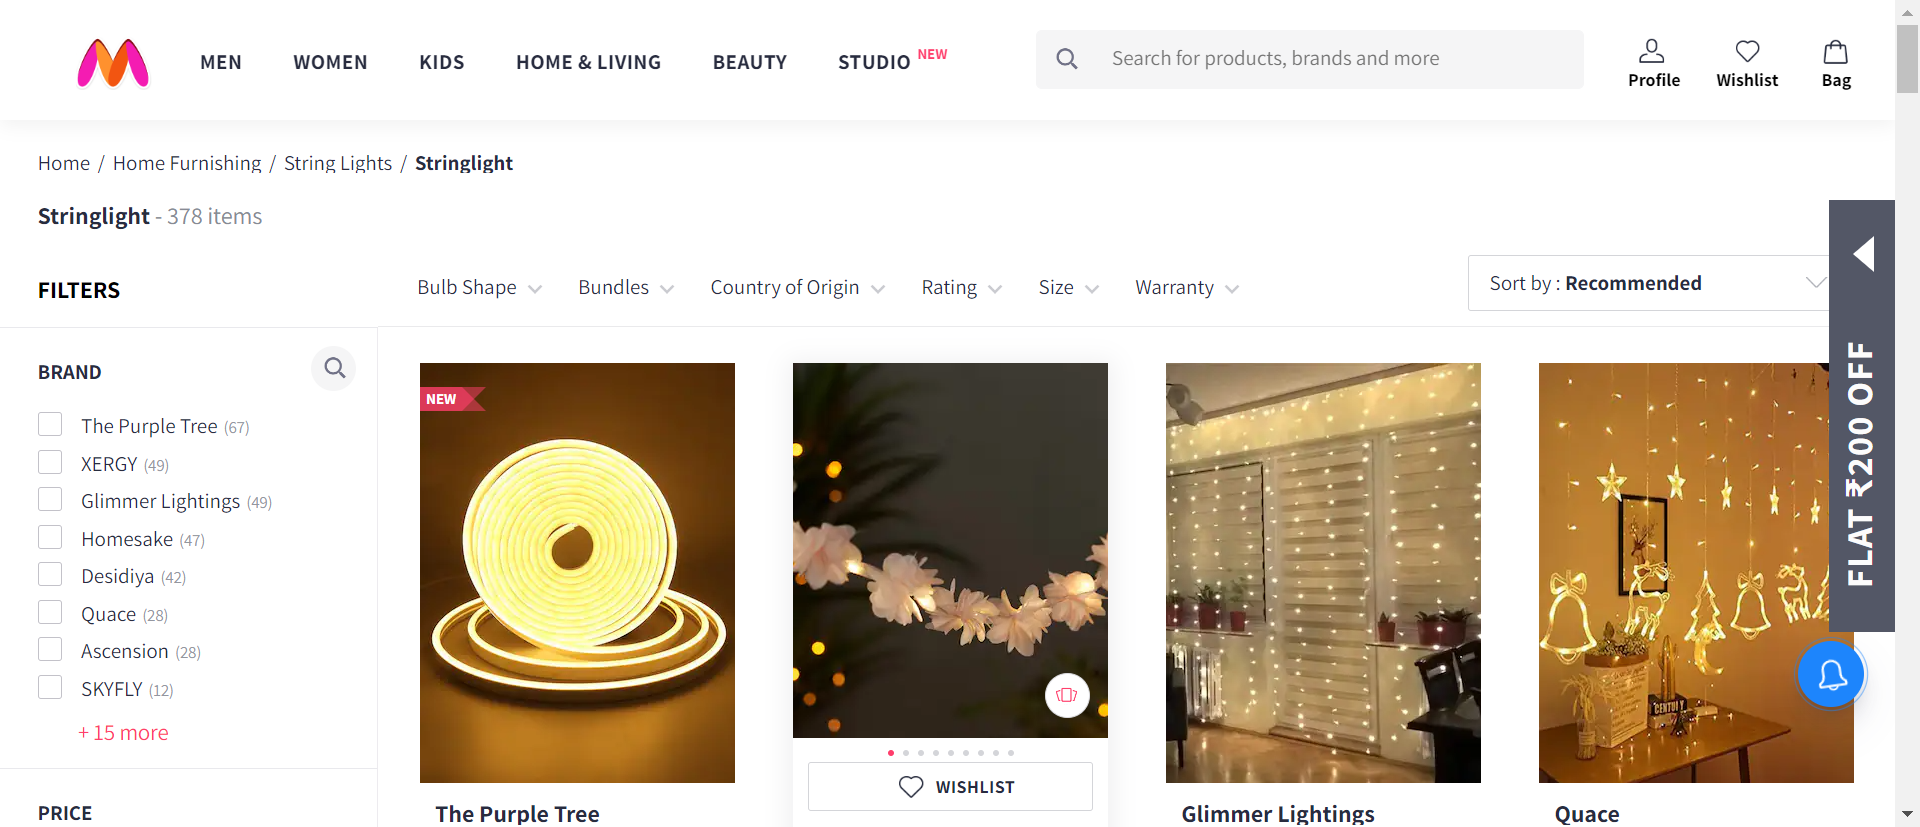 MEN
WOMEN
KIDS
HOME & LIVING
BEAUTY
STUDIO NEW
Search for products, brands and more
Profile
Wishlist
Bag
Home / Home Furnishing / String Lights / Stringlight
Stringlight - 378 items
FILTERS
Bulb Shape
Bundles
Country of Origin
Rating
Size
Warranty
Sort by : Recommended
FLAT ₹200 OFF
BRAND
The Purple Tree (67)
XERGY (49)
Glimmer Lightings (49)
Homesake (47)
Desidiya (42)
Quace (28)
Ascension (28)
SKYFLY (12)
+ 15 more
PRICE
NEW
The Purple Tree
WISHLIST
Glimmer Lightings
CENTUTY
Quace